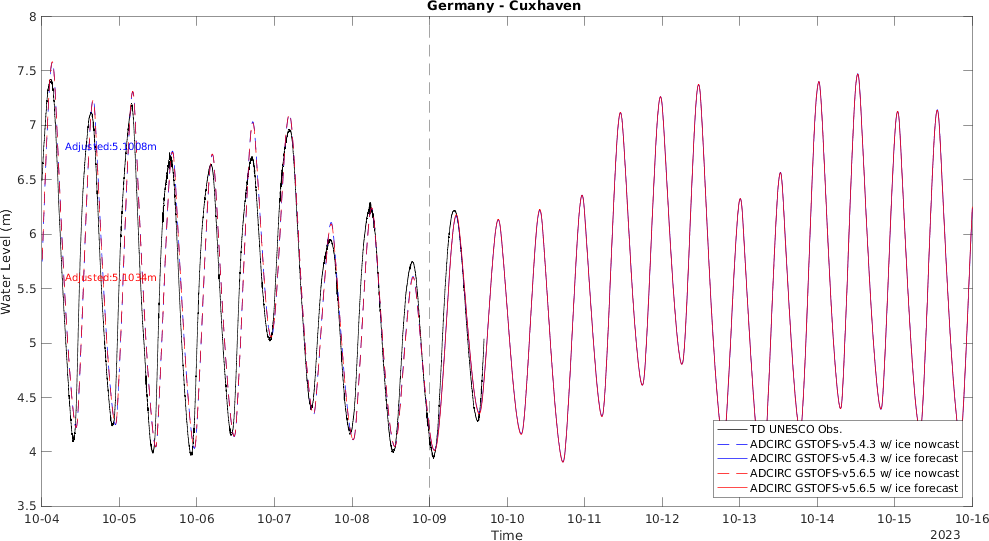 Germany - Cuxhaven
8
7.5
7
6.5
6
5.5
5
4.5
4
3.5
Water Level (m)
Adjusted:5.1008m
Adjusted:5.1034m
TD UNESCO Obs.
ADCIRC GSTOFS-v5.4.3 w/ ice nowcast
ADCIRC GSTOFS-v5.4.3 w/ ice forecast
ADCIRC GSTOFS-v5.6.5 w/ ice nowcast
ADCIRC GSTOFS-v5.6.5 w/ ice forecast
10-04 10-05 10-06 10-07 10-08 10-09 10-10 10-11 10-12 10-13 10-14 10-15 10-16
Time
2023